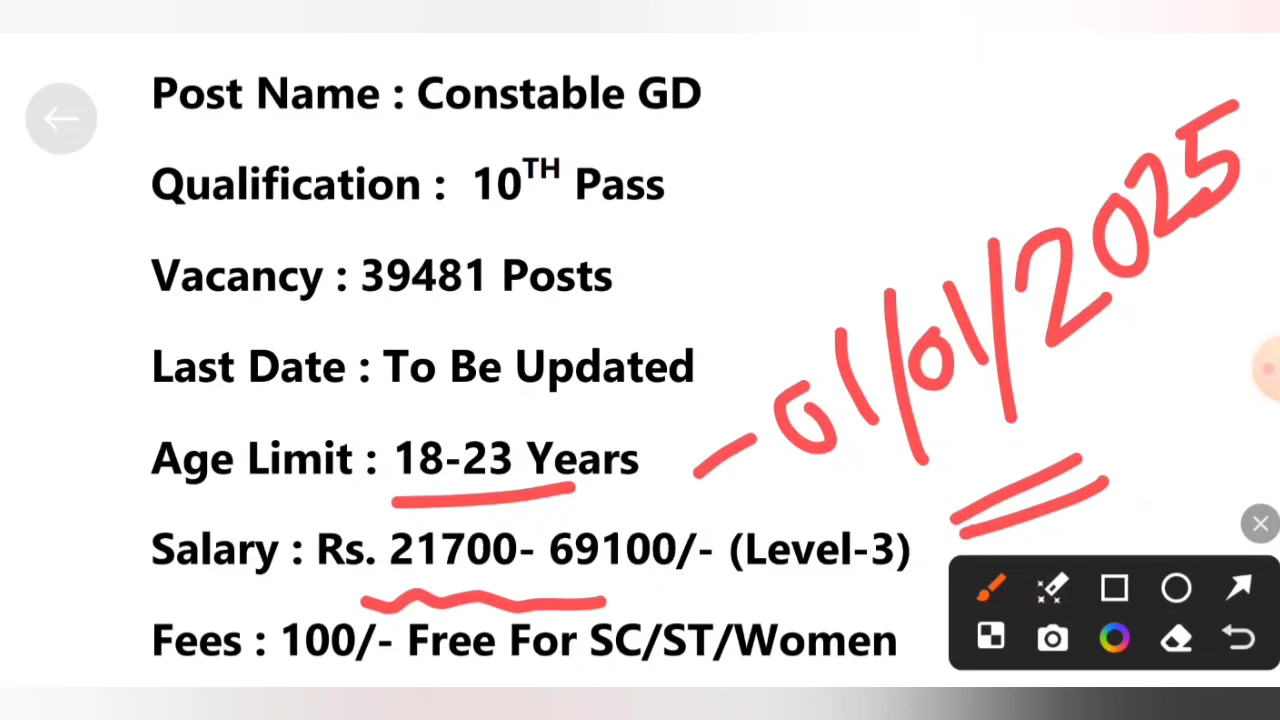 Post Name : Constable GD
Qualification : 10TH Pass
Vacancy : 39481 Posts
Last Date : To Be Updated
Age Limit : 18-23 Years
- 01/01/2025
Salary : Rs. 21700- 69100/- (Level-3)
Fees : 100/- Free For SC/ST/Women